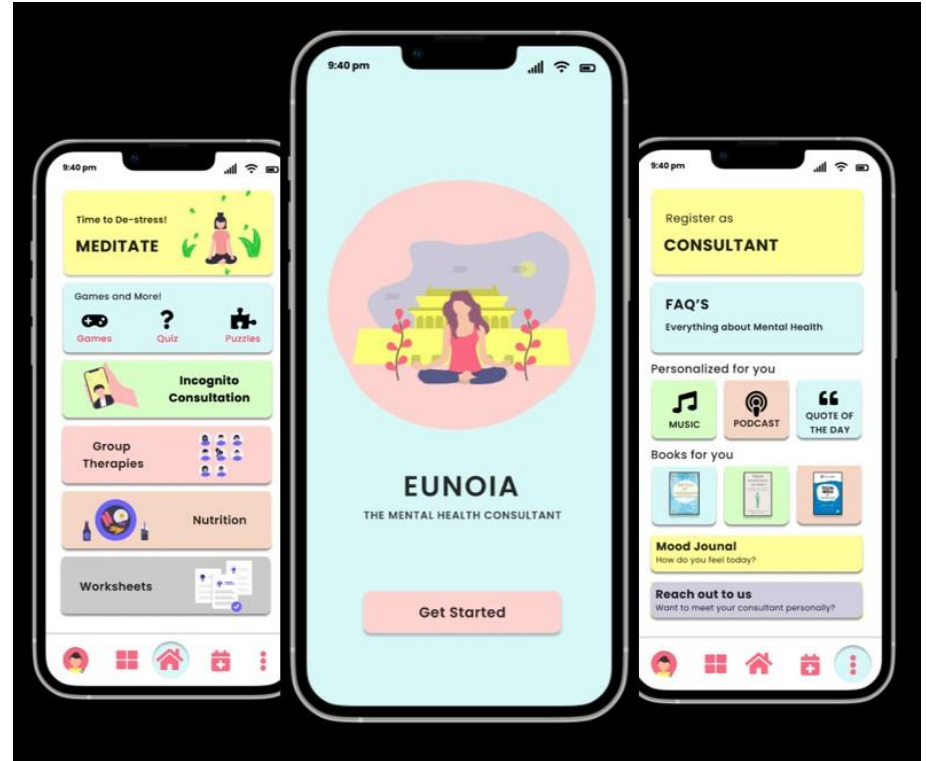 9:40 pm
Time to De-stress!
MEDITATE
Games and More!
Games
Quiz
Puzzles
Incognito
Consultation
Group
Therapies
Nutrition
Worksheets
9:40 pm
EUNOIA
THE MENTAL HEALTH CONSULTANT
Get Started
9:40 pm
Register as
CONSULTANT
FAQ'S
Everything about Mental Health
Personalized for you
MUSIC
PODCAST
QUOTE OF
THE DAY
Books for you
Mood Jounal
How do you feel today?
Reach out to us
Want to meet your consultant personally?